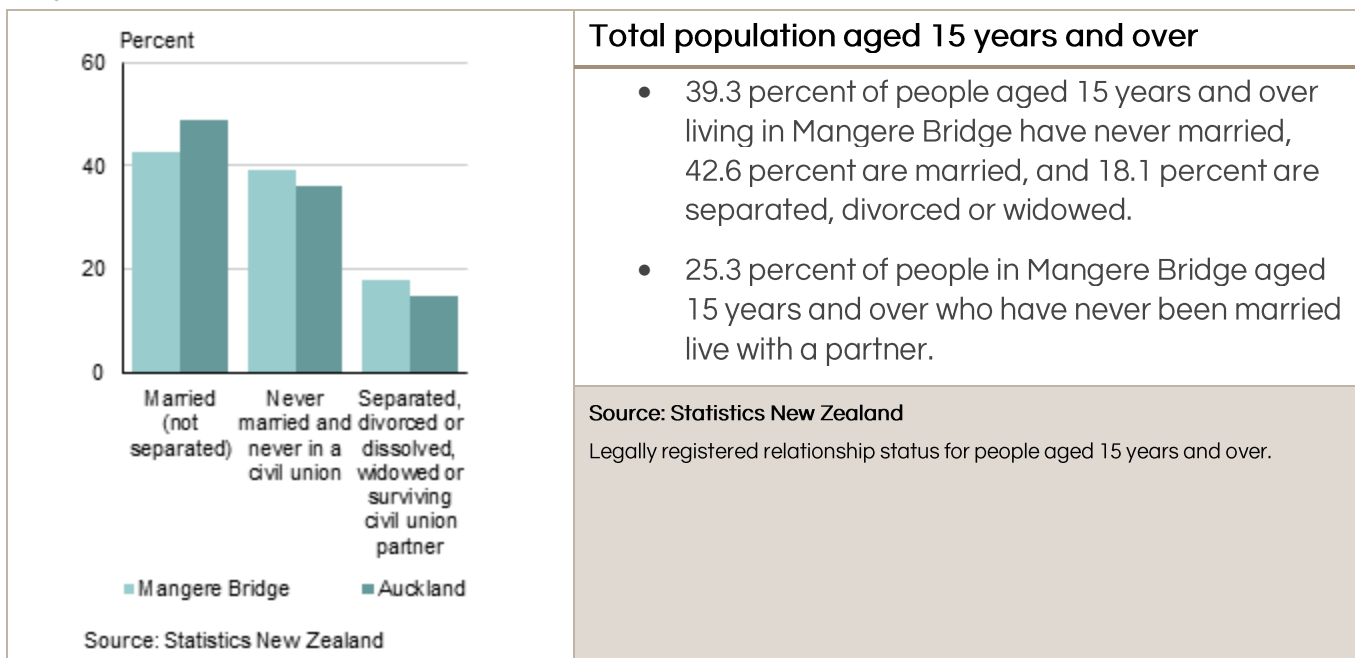 Percent
60
40
20
0
Married
(not
separated)
Never
married and
never in a
civil union
Separated,
divorced or
dissolved,
widowed or
surviving
civil union
partner
Mangere Bridge
Auckland
Source: Statistics New Zealand
Total population aged 15 years and over
• 39.3 percent of people aged 15 years and over
living in Mangere Bridge have never married,
42.6 percent are married, and 18.1 percent are
separated, divorced or widowed.
• 25.3 percent of people in Mangere Bridge aged
15 years and over who have never been married
live with a partner.
Source: Statistics New Zealand
Legally registered relationship status for people aged 15 years and over.